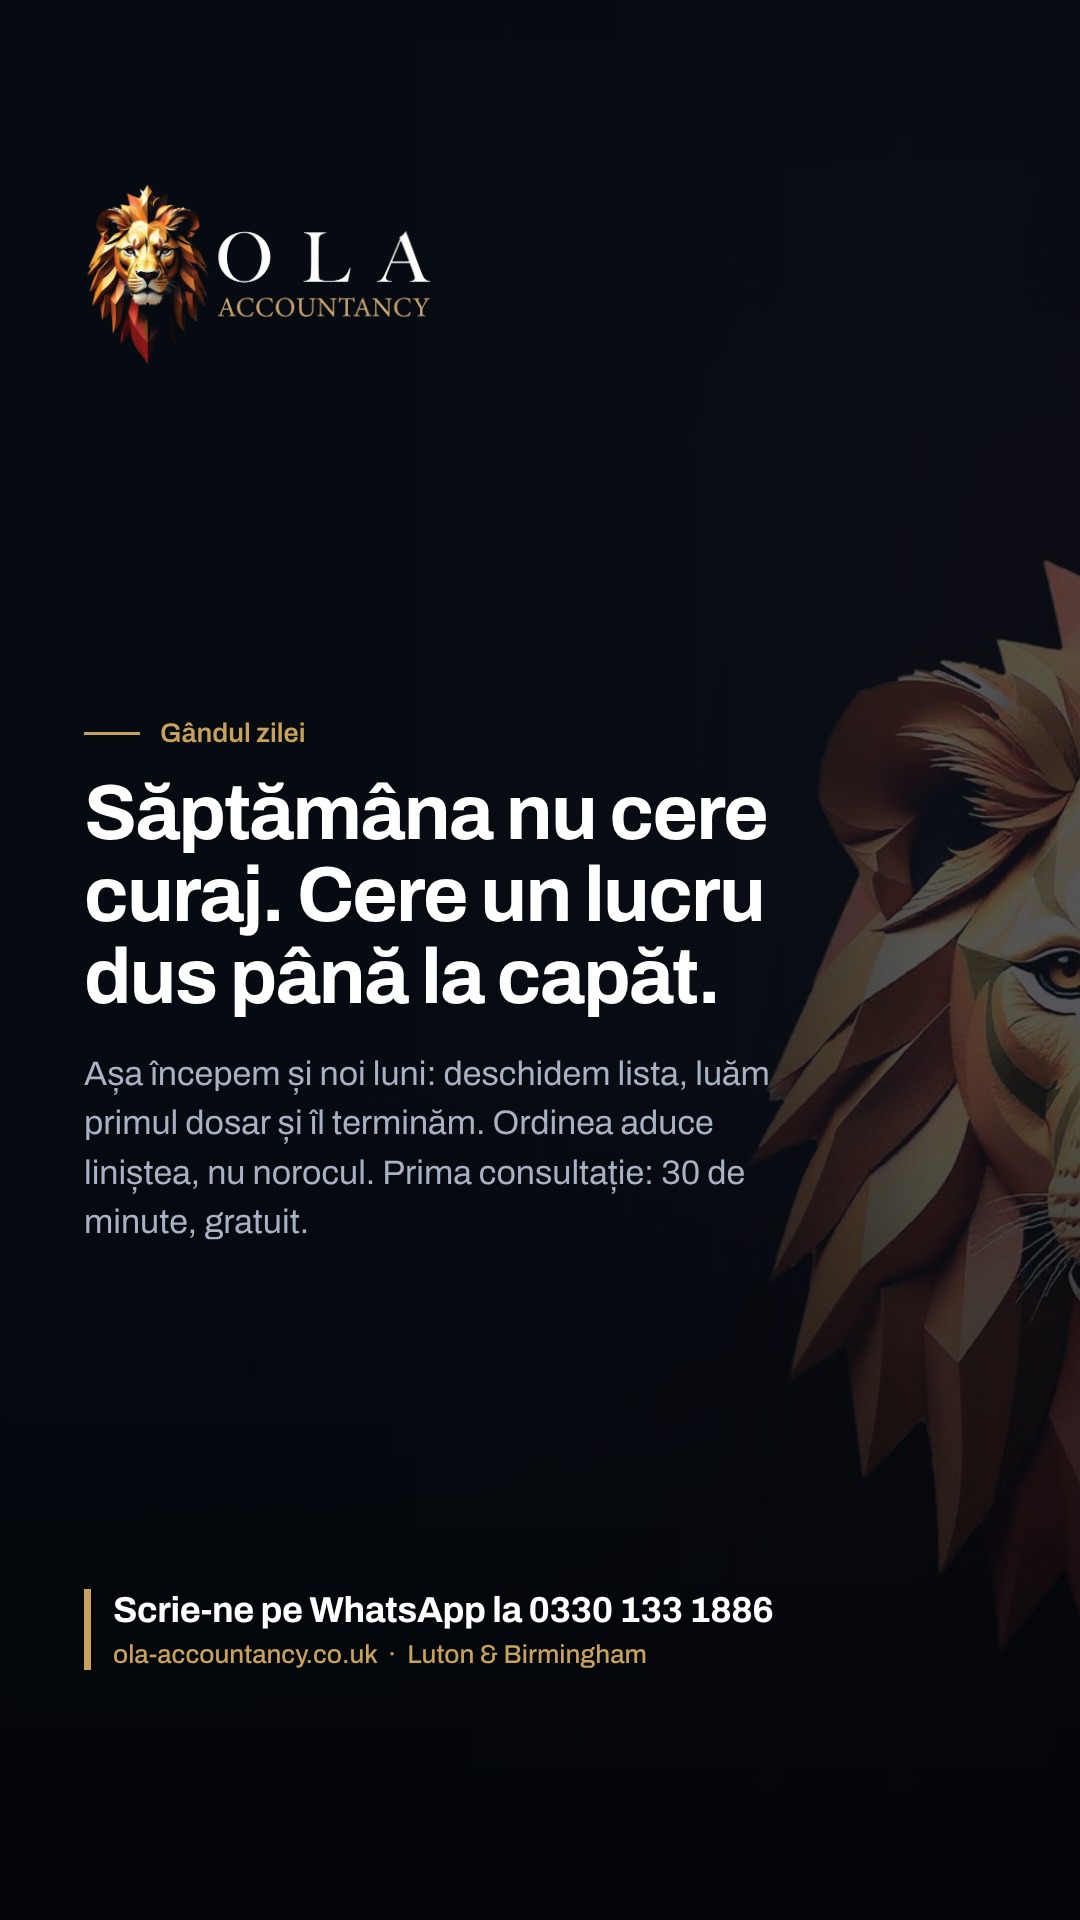 OLA
ACCOUNTANCY
Gândul zilei
Săptămâna nu cere
curaj. Cere un lucru
dus până la capăt.
Așa începem și noi luni: deschidem lista, luăm
primul dosar și îl terminăm. Ordinea aduce
liniștea, nu norocul. Prima consultație: 30 de
minute, gratuit.
Scrie-ne pe WhatsApp la 0330 133 1886
ola-accountancy.co.uk · Luton & Birmingham